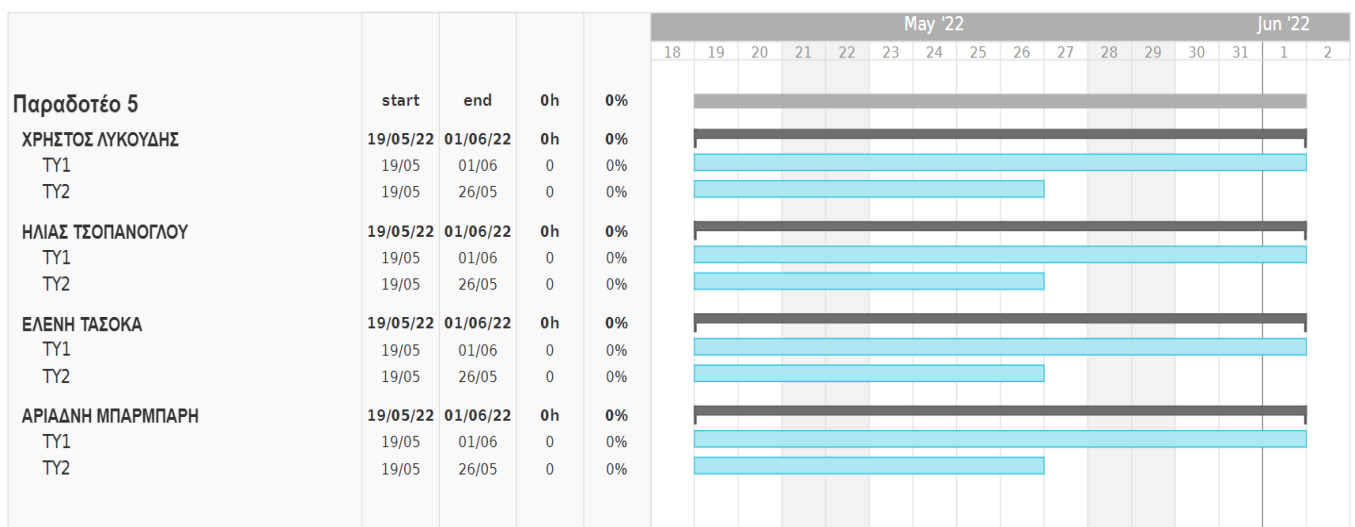 May '22 Jun '22
18 19 20 21 22 23 24 25 26 27 28 29 30 31 1 2
Παραδοτέο 5 start end 0h 0%
ΧΡΗΣΤΟΣ ΛΥΚΟΥΔΗΣ 19/05/22 01/06/22 0h 0%
ΤΥ1 19/05 01/06 0 0%
ΤΥ2 19/05 26/05 0 0%
ΗΛΙΑΣ ΤΣΟΠΑΝΟΓΛΟΥ 19/05/22 01/06/22 0h 0%
ΤΥ1 19/05 01/06 0 0%
ΤΥ2 19/05 26/05 0 0%
ΕΛΕΝΗ ΤΑΣΟΚΑ 19/05/22 01/06/22 0h 0%
ΤΥ1 19/05 01/06 0 0%
ΤΥ2 19/05 26/05 0 0%
ΑΡΙΑΔΝΗ ΜΠΑΡΜΠΑΡΗ 19/05/22 01/06/22 0h 0%
ΤΥ1 19/05 01/06 0 0%
ΤΥ2 19/05 26/05 0 0%